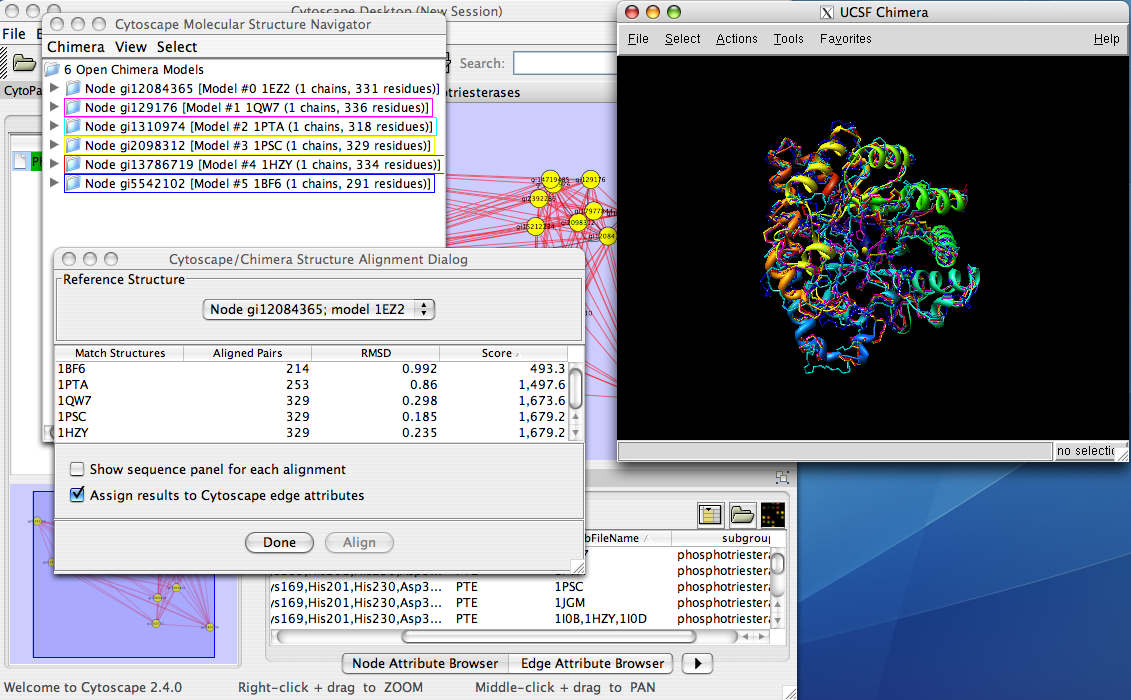 Cytoscape Desktop (New Session)
File
Search:
CytoPa
triesterases
Cytoscape Molecular Structure Navigator
Chimera View Select
6 Open Chimera Models
Node gi12084365 [Model #0 1EZ2 (1 chains, 331 residues)]
Node gi129176 [Model #1 1QW7 (1 chains, 336 residues)]
Node gi1310974 [Model #2 1PTA (1 chains, 318 residues)]
Node gi2098312 [Model #3 1PSC (1 chains, 329 residues)]
Node gi13786719 [Model #4 1HZY (1 chains, 334 residues)]
Node gi5542102 [Model #5 1BF6 (1 chains, 291 residues)]
UCSF Chimera
File Select Actions Tools Favorites Help
no selectio
gi129176
Cytoscape/Chimera Structure Alignment Dialog
Reference Structure
Node gi12084365; model 1EZ2
Match Structures Aligned Pairs RMSD Score
1BF6 214 0.992 493.3
1PTA 253 0.86 1,497.6
1QW7 329 0.298 1,673.6
1PSC 329 0.185 1,679.2
1HZY 329 0.235 1,679.2
Show sequence panel for each alignment
Assign results to Cytoscape edge attributes
Done Align
bFileName subgroup
phosphotriestera
phosphotriestera
ys169,His201,His230,Asp3... PTE 1PSC phosphotriestera
ys169,His201,His230,Asp3... PTE 1JGM phosphotriestera
ys169,His201,His230,Asp3... PTE 1I0B,1HZY,1I0D phosphotriestera
Node Attribute Browser Edge Attribute Browser
Welcome to Cytoscape 2.4.0 Right-click + drag to ZOOM Middle-click + drag to PAN